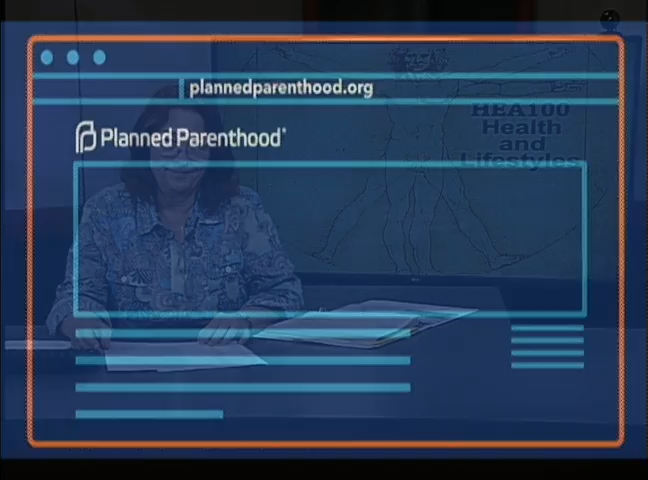 plannedparenthood.org
Planned Parenthood®
HEA100
Health
and
Lifestyles